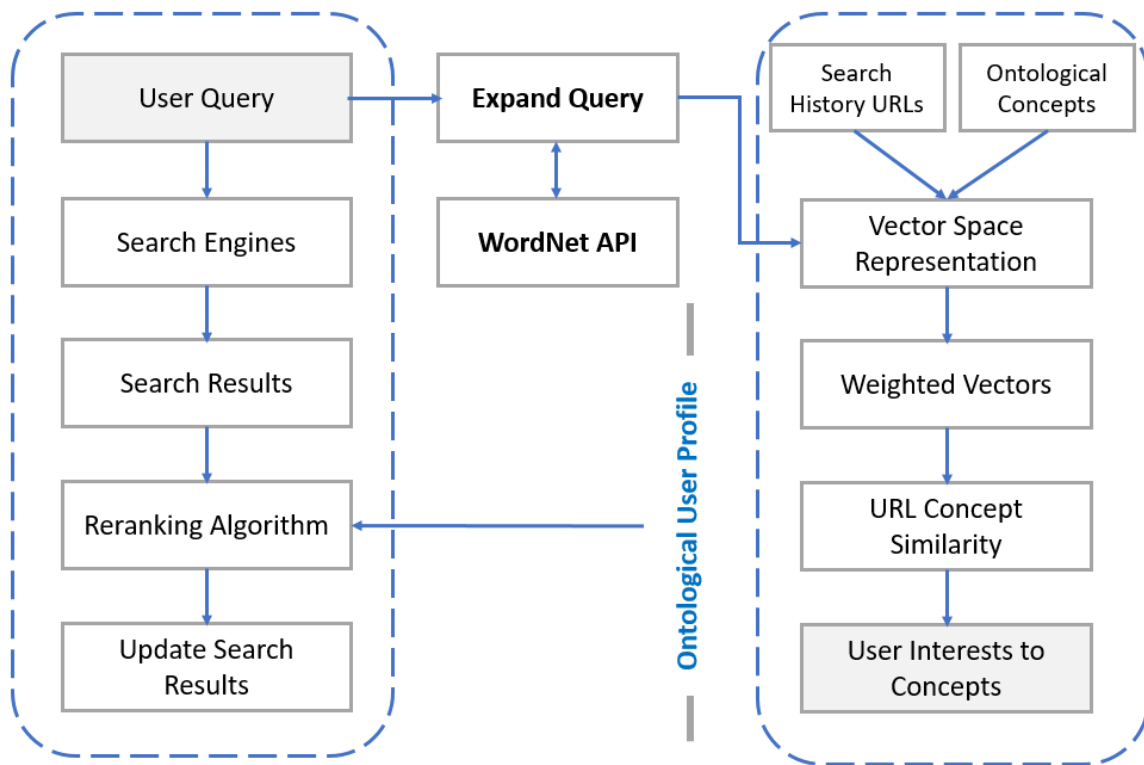 User Query
Search Engines
Search Results
Reranking Algorithm
Update Search
Results
Expand Query
WordNet API
Ontological User Profile
Search
History URLs
Ontological
Concepts
Vector Space
Representation
Weighted Vectors
URL Concept
Similarity
User Interests to
Concepts